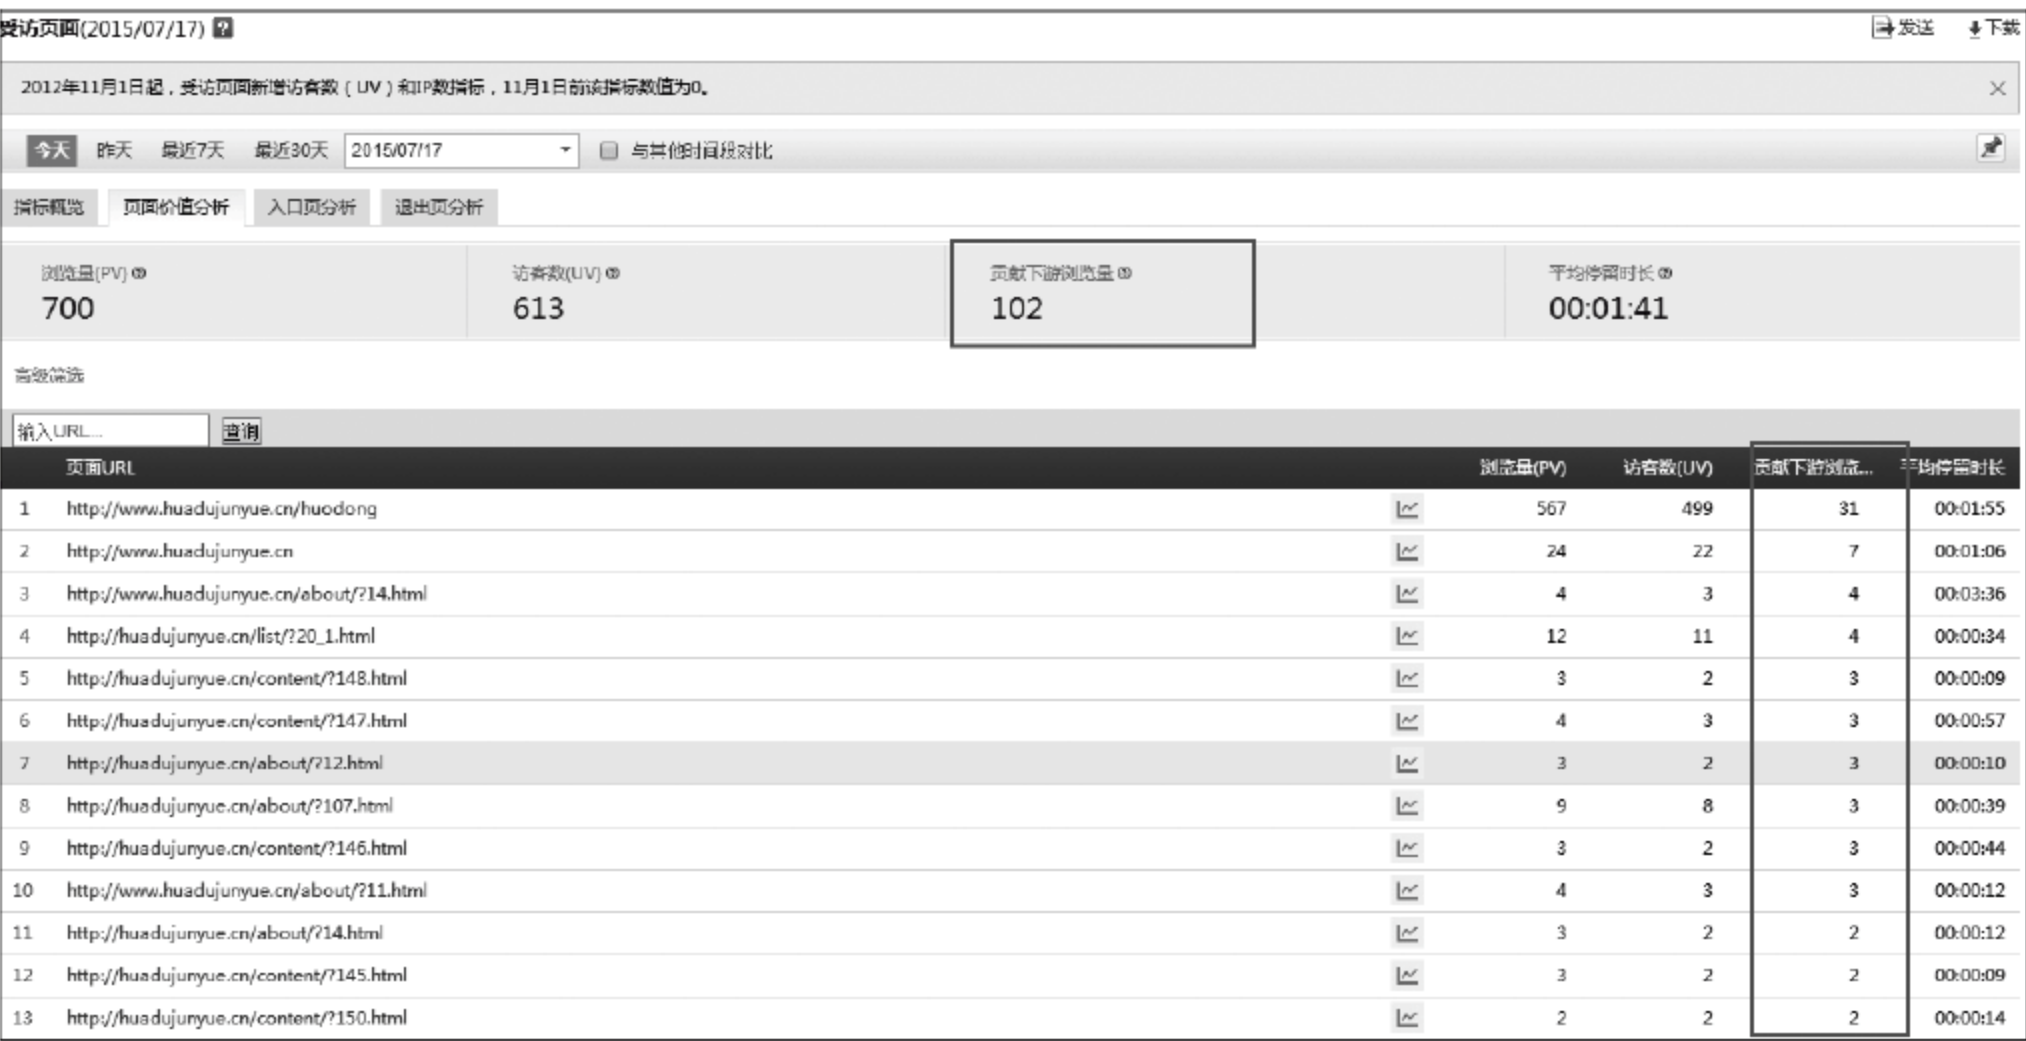 受访页面(2015/07/17) ?
发送 下载
2012年11月1日起，受访页面新增访客数（UV）和IP数指标，11月1日前该指标数值为0。
今天 昨天 最近7天 最近30天 2015/07/17 与其他时间段对比
指标概览 页面价值分析 入口页分析 退出页分析
浏览量(PV) 访客数(UV) 贡献下游浏览量 平均停留时长
700 613 102 00:01:41
高级筛选
输入URL... 查询
页面URL 浏览量(PV) 访客数(UV) 贡献下游浏览... 平均停留时长
1 http://www.huadujunyue.cn/huodong 567 499 31 00:01:55
2 http://www.huadujunyue.cn 24 22 7 00:01:06
3 http://www.huadujunyue.cn/about/?14.html 4 3 4 00:03:36
4 http://huadujunyue.cn/list/?20_1.html 12 11 4 00:00:34
5 http://huadujunyue.cn/content/?148.html 3 2 3 00:00:09
6 http://huadujunyue.cn/content/?147.html 4 3 3 00:00:57
7 http://huadujunyue.cn/about/?12.html 3 2 3 00:00:10
8 http://huadujunyue.cn/about/?107.html 9 8 3 00:00:39
9 http://huadujunyue.cn/content/?146.html 3 2 3 00:00:44
10 http://www.huadujunyue.cn/about/?11.html 4 3 3 00:00:12
11 http://huadujunyue.cn/about/?14.html 3 2 2 00:00:12
12 http://huadujunyue.cn/content/?145.html 3 2 2 00:00:09
13 http://huadujunyue.cn/content/?150.html 2 2 2 00:00:14